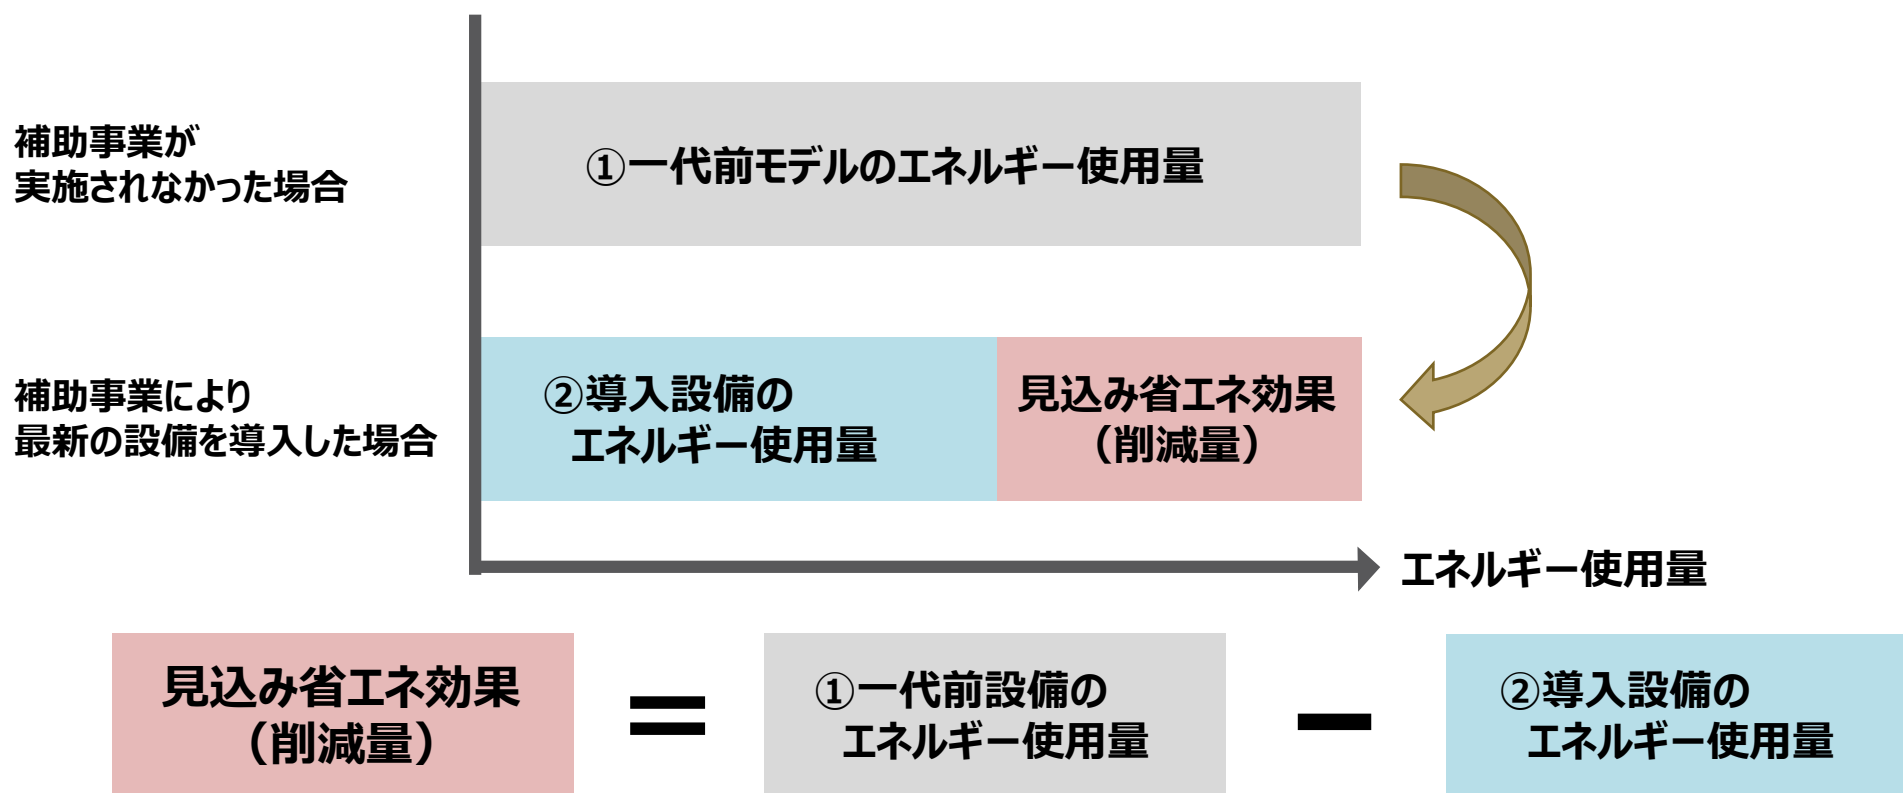 補助事業が
実施されなかった場合
①一代前モデルのエネルギー使用量
補助事業により
最新の設備を導入した場合
②導入設備の
エネルギー使用量
見込み省エネ効果
（削減量）
エネルギー使用量
見込み省エネ効果
（削減量）
＝
①一代前設備の
エネルギー使用量
－
②導入設備の
エネルギー使用量